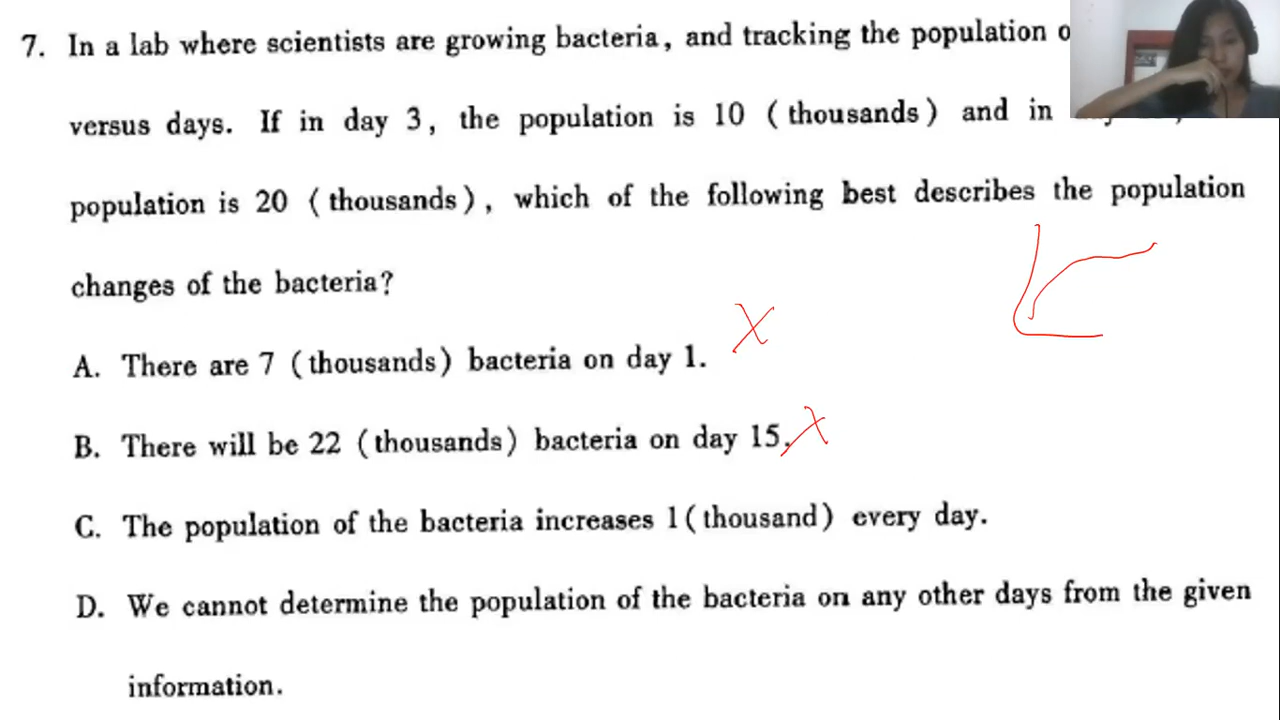 7. In a lab where scientists are growing bacteria, and tracking the population
versus days. If in day 3, the population is 10 (thousands) and in
population is 20 (thousands), which of the following best describes the population
changes of the bacteria?
A. There are 7 (thousands) bacteria on day 1.
B. There will be 22 (thousands) bacteria on day 15.
C. The population of the bacteria increases 1(thousand) every day.
D. We cannot determine the population of the bacteria on any other days from the given
information.